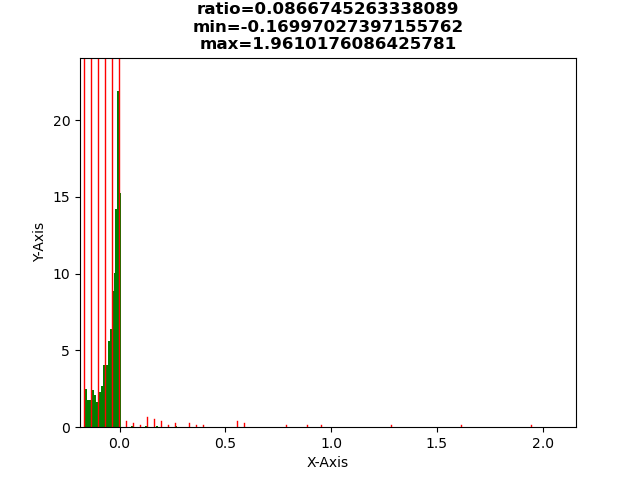 ratio=0.0866745263338089
min=-0.16997027397155762
max=1.9610176086425781
20
15
10
5
0
Y-Axis
0.0 0.5 1.0 1.5 2.0
X-Axis